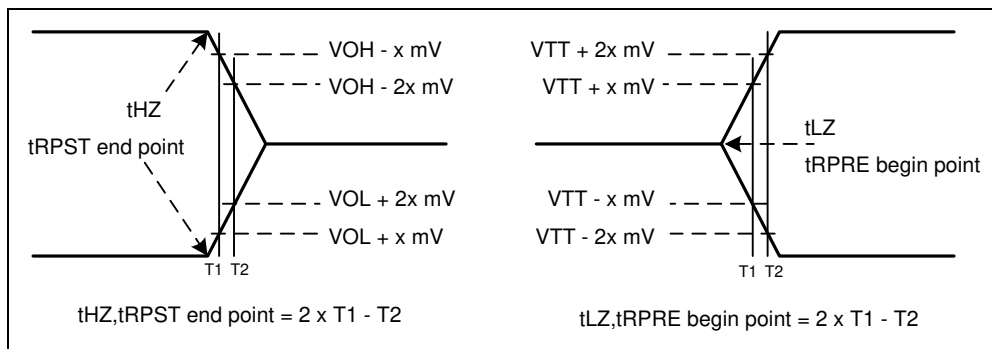 VOH - x mV
VOH - 2x mV
tHZ
tRPST end point
VOL + 2x mV
VOL + x mV
T1 T2
tHZ,tRPST end point = 2 x T1 - T2
VTT + 2x mV
VTT + x mV
tLZ
tRPRE begin point
VTT - x mV
VTT - 2x mV
T1 T2
tLZ,tRPRE begin point = 2 x T1 - T2